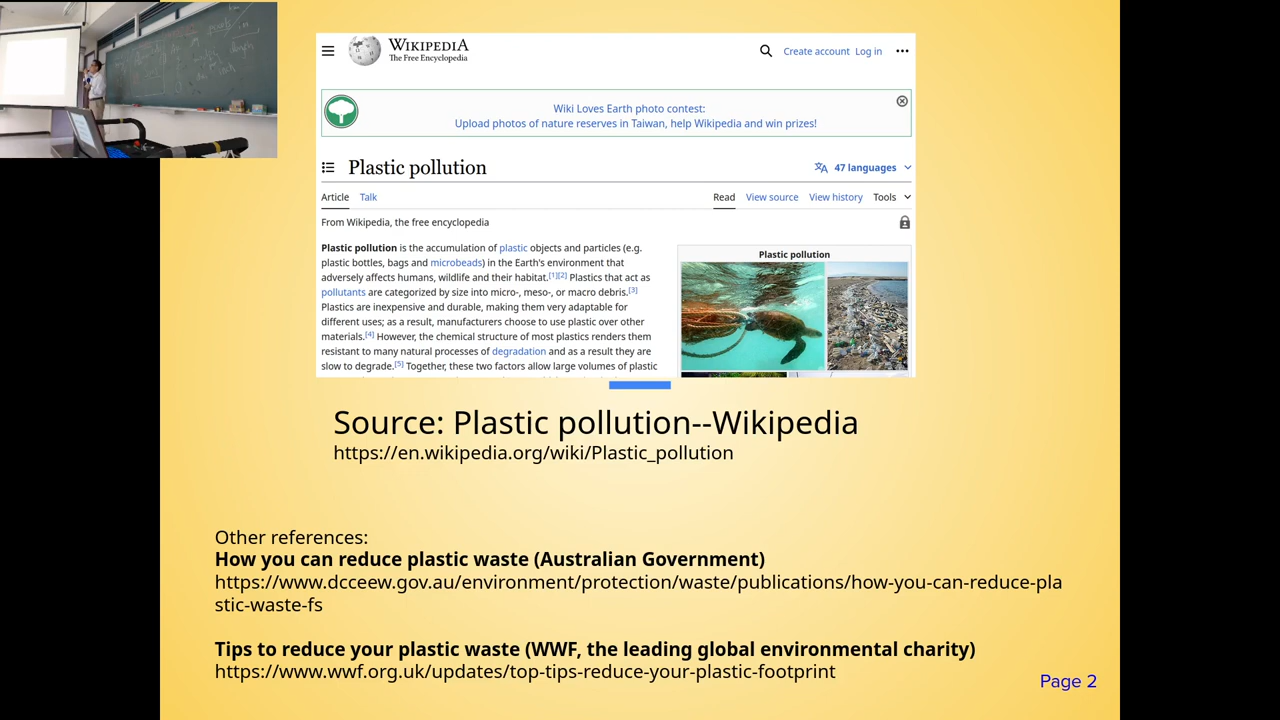 WIKIPEDIA
The Free Encyclopedia
Create account Log in
Wiki Loves Earth photo contest:
Upload photos of nature reserves in Taiwan, help Wikipedia and win prizes!
Plastic pollution
47 languages
Article Talk
Read View source View history Tools
From Wikipedia, the free encyclopedia
Plastic pollution is the accumulation of plastic objects and particles (e.g.
plastic bottles, bags and microbeads) in the Earth's environment that
adversely affects humans, wildlife and their habitat.[1][2] Plastics that act as
pollutants are categorized by size into micro-, meso-, or macro debris.[3]
Plastics are inexpensive and durable, making them very adaptable for
different uses; as a result, manufacturers choose to use plastic over other
materials.[4] However, the chemical structure of most plastics renders them
resistant to many natural processes of degradation and as a result they are
slow to degrade.[5] Together, these two factors allow large volumes of plastic
Plastic pollution
Source: Plastic pollution--Wikipedia
https://en.wikipedia.org/wiki/Plastic_pollution
Other references:
How you can reduce plastic waste (Australian Government)
https://www.dcceew.gov.au/environment/protection/waste/publications/how-you-can-reduce-pla
stic-waste-fs
Tips to reduce your plastic waste (WWF, the leading global environmental charity)
https://www.wwf.org.uk/updates/top-tips-reduce-your-plastic-footprint
Page 2